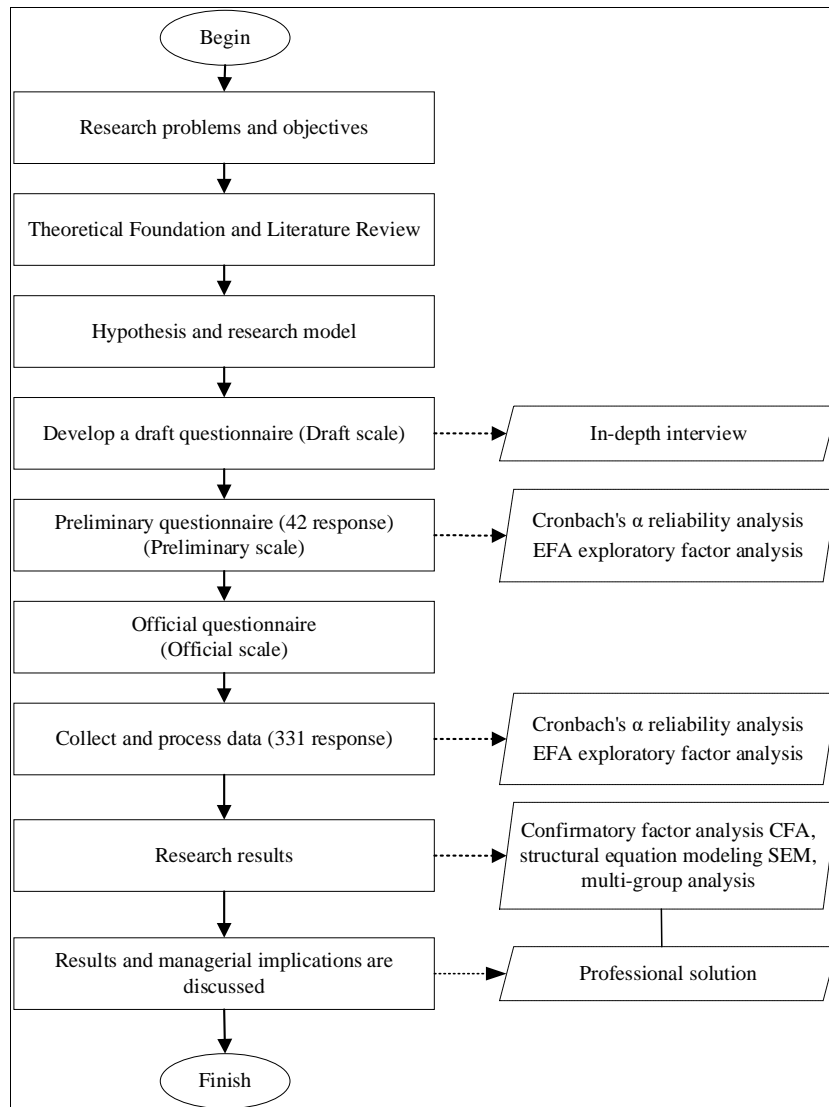 Begin
Research problems and objectives
Theoretical Foundation and Literature Review
Hypothesis and research model
Develop a draft questionnaire (Draft scale)
In-depth interview
Preliminary questionnaire (42 response)
(Preliminary scale)
Cronbach's α reliability analysis
EFA exploratory factor analysis
Official questionnaire
(Official scale)
Collect and process data (331 response)
Cronbach's α reliability analysis
EFA exploratory factor analysis
Research results
Confirmatory factor analysis CFA,
structural equation modeling SEM,
multi-group analysis
Results and managerial implications are
discussed
Professional solution
Finish